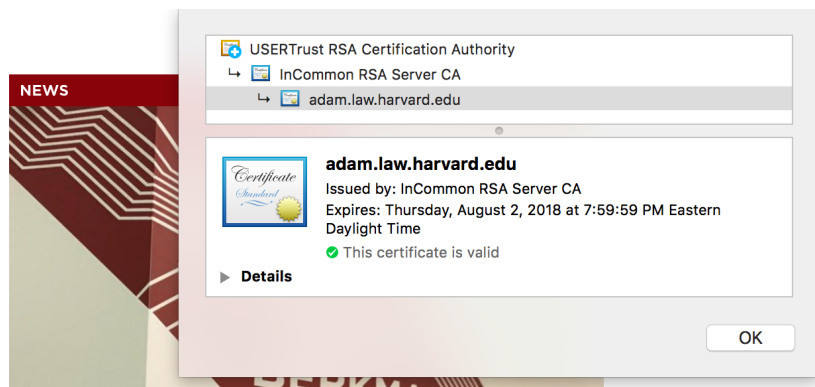 USERTrust RSA Certification Authority
InCommon RSA Server CA
adam.law.harvard.edu
NEWS
Certificate
Standard
adam.law.harvard.edu
Issued by: InCommon RSA Server CA
Expires: Thursday, August 2, 2018 at 7:59:59 PM Eastern
Daylight Time
This certificate is valid
Details
OK